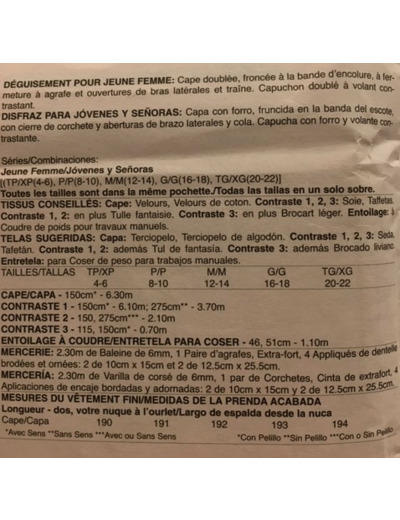 DÉGUISEMENT POUR JEUNE FEMME: Cape doublée, froncée à la bande d'encolure, à fer-
meture à agrafe et ouvertures de bras latérales et traîne. Capuchon doublé à volant con-
trastant.
DISFRAZ PARA JÓVENES Y SEÑORAS: Capa con forro, fruncida en la banda del escote,
con cierre de corchete y aberturas de brazo laterales y cola. Capucha con forro y volante con-
trastante.
Séries/Combinaciones:
Jeune Femme/Jóvenes y Señoras
[(TP/XP(4-6), P/P(8-10), M/M(12-14), G/G(16-18), TG/XG(20-22)]
Toutes les tailles sont dans la même pochette./Todas las tallas en un solo sobre.
TISSUS CONSEILLÉS: Cape: Velours, Velours de coton. Contraste 1, 2, 3: Soie, Taffetas.
Contraste 1, 2: en plus Tulle fantaisie. Contraste 3: en plus Brocart léger. Entoilage: à
Coudre de poids pour travaux manuels.
TELAS SUGERIDAS: Capa: Terciopelo, Terciopelo de algodón. Contraste 1, 2, 3: Seda,
Tafetán. Contraste 1, 2: además Tul de fantasía. Contraste 3: además Brocado liviano.
Entretela: para Coser de peso para trabajos manuales.
TAILLES/TALLAS TP/XP P/P M/M G/G TG/XG
4-6 8-10 12-14 16-18 20-22
CAPE/CAPA - 150cm* - 6.30m
CONTRASTE 1 - 150cm* - 6.10m; 275cm** - 3.70m
CONTRASTE 2 - 150, 275cm*** - 2.10m
CONTRASTE 3 - 115, 150cm* - 0.70m
ENTOILAGE À COUDRE/ENTRETELA PARA COSER - 46, 51cm - 1.10m
MERCERIE: 2.30m de Baleine de 6mm, 1 Paire d'agrafes, Extra-fort, 4 Appliqués de dentelle
brodées et ornées: 2 de 10cm x 15cm et 2 de 12.5cm x 25.5cm.
MERCERÍA: 2.30m de Varilla de corsé de 6mm, 1 par de Corchetes, Cinta de extrafort, 4
Aplicaciones de encaje bordadas y adornadas: 2 de 10cm x 15cm y 2 de 12.5cm x 25.5cm.
MESURES DU VÊTEMENT FINI/MEDIDAS DE LA PRENDA ACABADA
Longueur - dos, votre nuque à l'ourlet/Largo de espalda desde la nuca
Cape/Capa 190 191 192 193 194
*Avec Sens **Sans Sens ***Avec ou Sans Sens *Con Pelillo **Sin Pelillo ***Con o Sin Pelillo